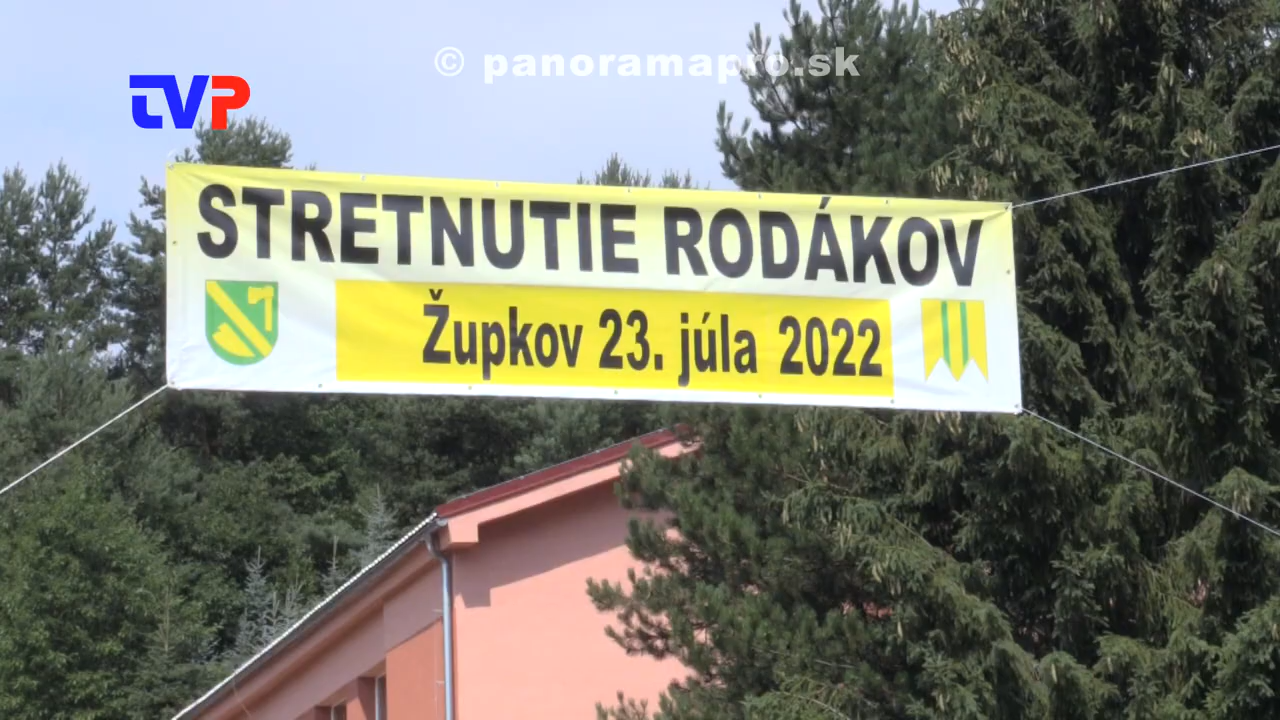 © panoramapro.sk
TVP
STRETNUTIE RODÁKOV
Župkov 23. júla 2022